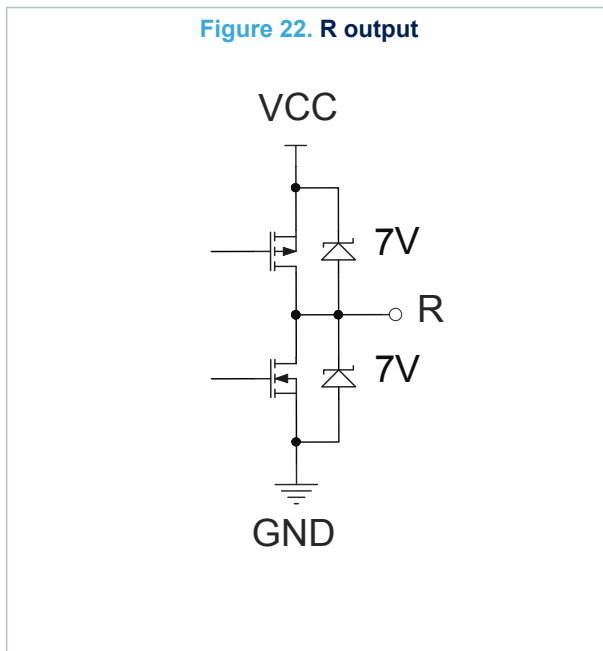 Figure 22. R output
VCC
7V
R
7V
GND